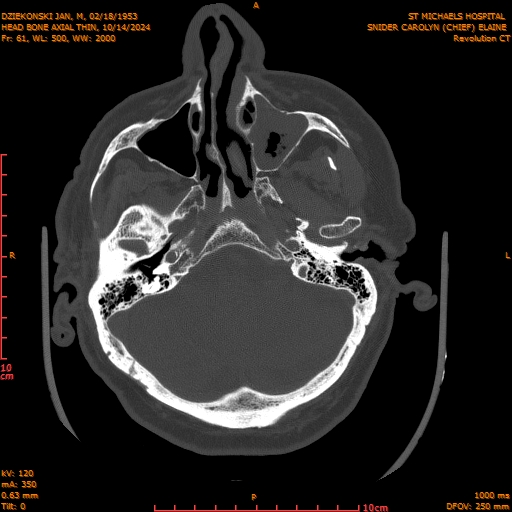 DZIEKONSKI JAN, M, 02/18/1953
HEAD BONE AXIAL THIN, 10/14/2024
Fr: 61, WL: 500, WW: 2000
A
ST MICHAELS HOSPITAL
SNIDER CAROLYN (CHIEF) ELAINE
Revolution CT
R
L
10
cm
kV: 120
mA: 350
0.63 mm
Tilt: 0
P
10cm
1000 ms
DFOV: 250 mm